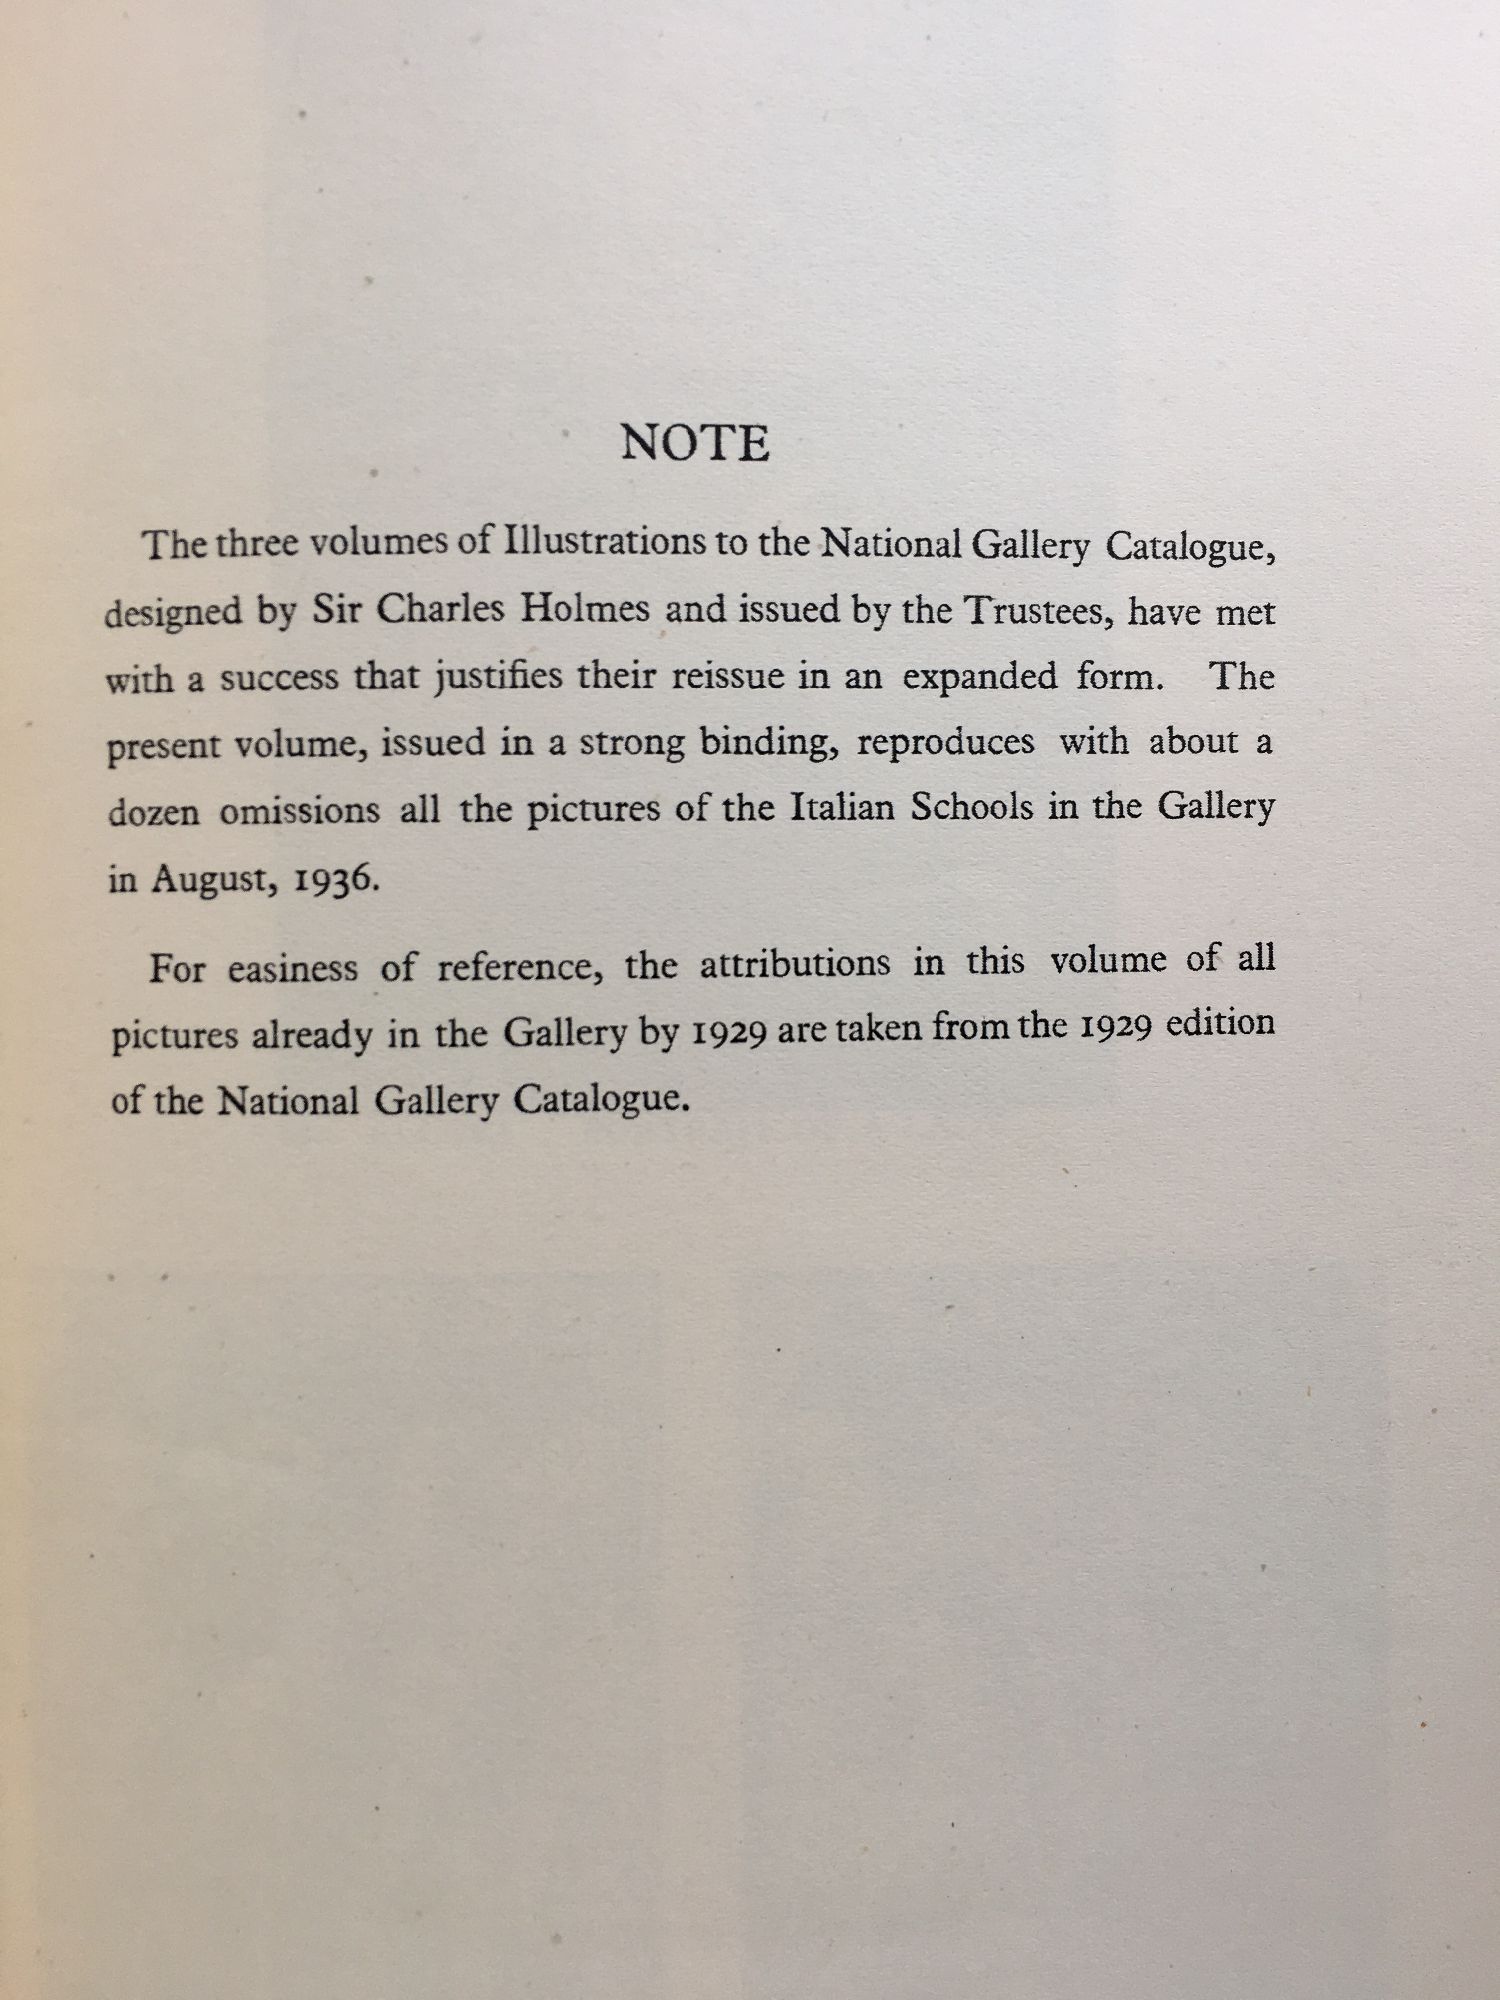 NOTE
The three volumes of Illustrations to the National Gallery Catalogue,
designed by Sir Charles Holmes and issued by the Trustees, have met
with a success that justifies their reissue in an expanded form. The
present volume, issued in a strong binding, reproduces with about a
dozen omissions all the pictures of the Italian Schools in the Gallery
in August, 1936.
For easiness of reference, the attributions in this volume of all
pictures already in the Gallery by 1929 are taken from the 1929 edition
of the National Gallery Catalogue.